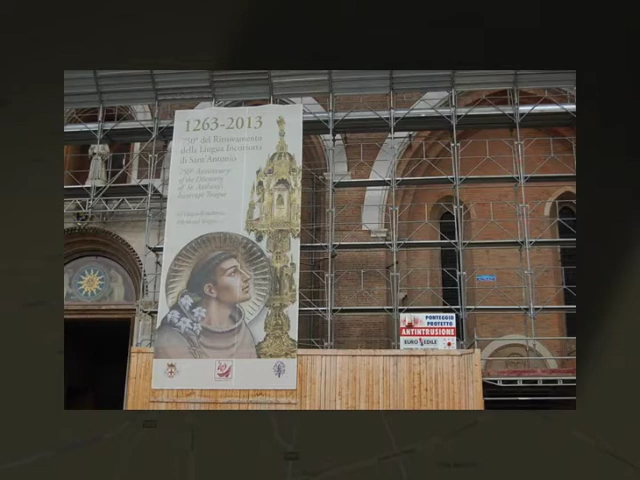 1263-2013
750° del Rinvenimento
della Lingua Incorrotta
di Sant'Antonio
750th Anniversary
of the Discovery
of St. Anthony's
Incorrupt Tongue
PONTEGGIO
PROTETTO
ANTINTRUSIONE
EURO EDILE